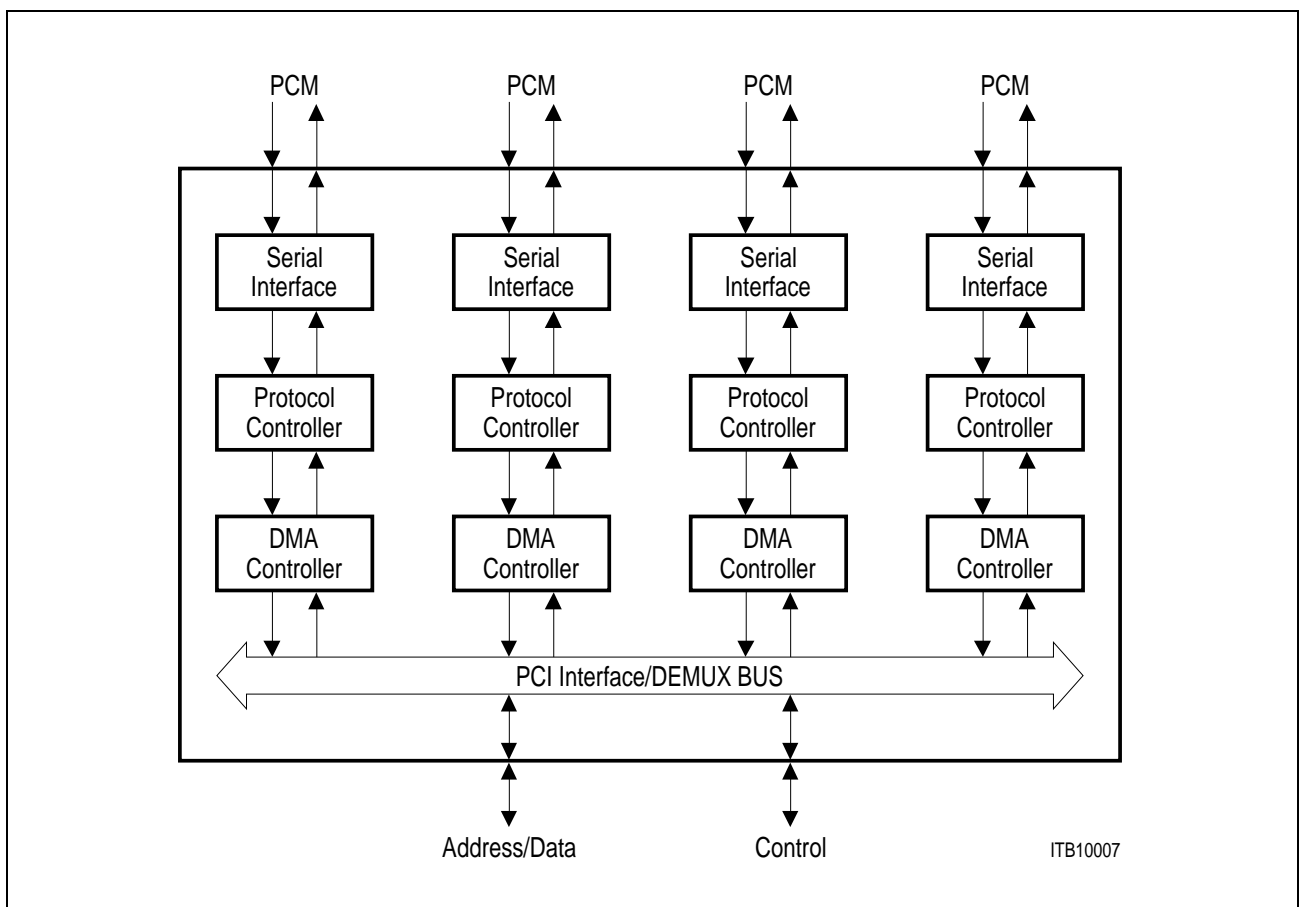 PCM PCM PCM PCM
Serial Interface
Serial Interface
Serial Interface
Serial Interface
Protocol Controller
Protocol Controller
Protocol Controller
Protocol Controller
DMA Controller
DMA Controller
DMA Controller
DMA Controller
PCI Interface/DEMUX BUS
Address/Data
Control
ITB10007